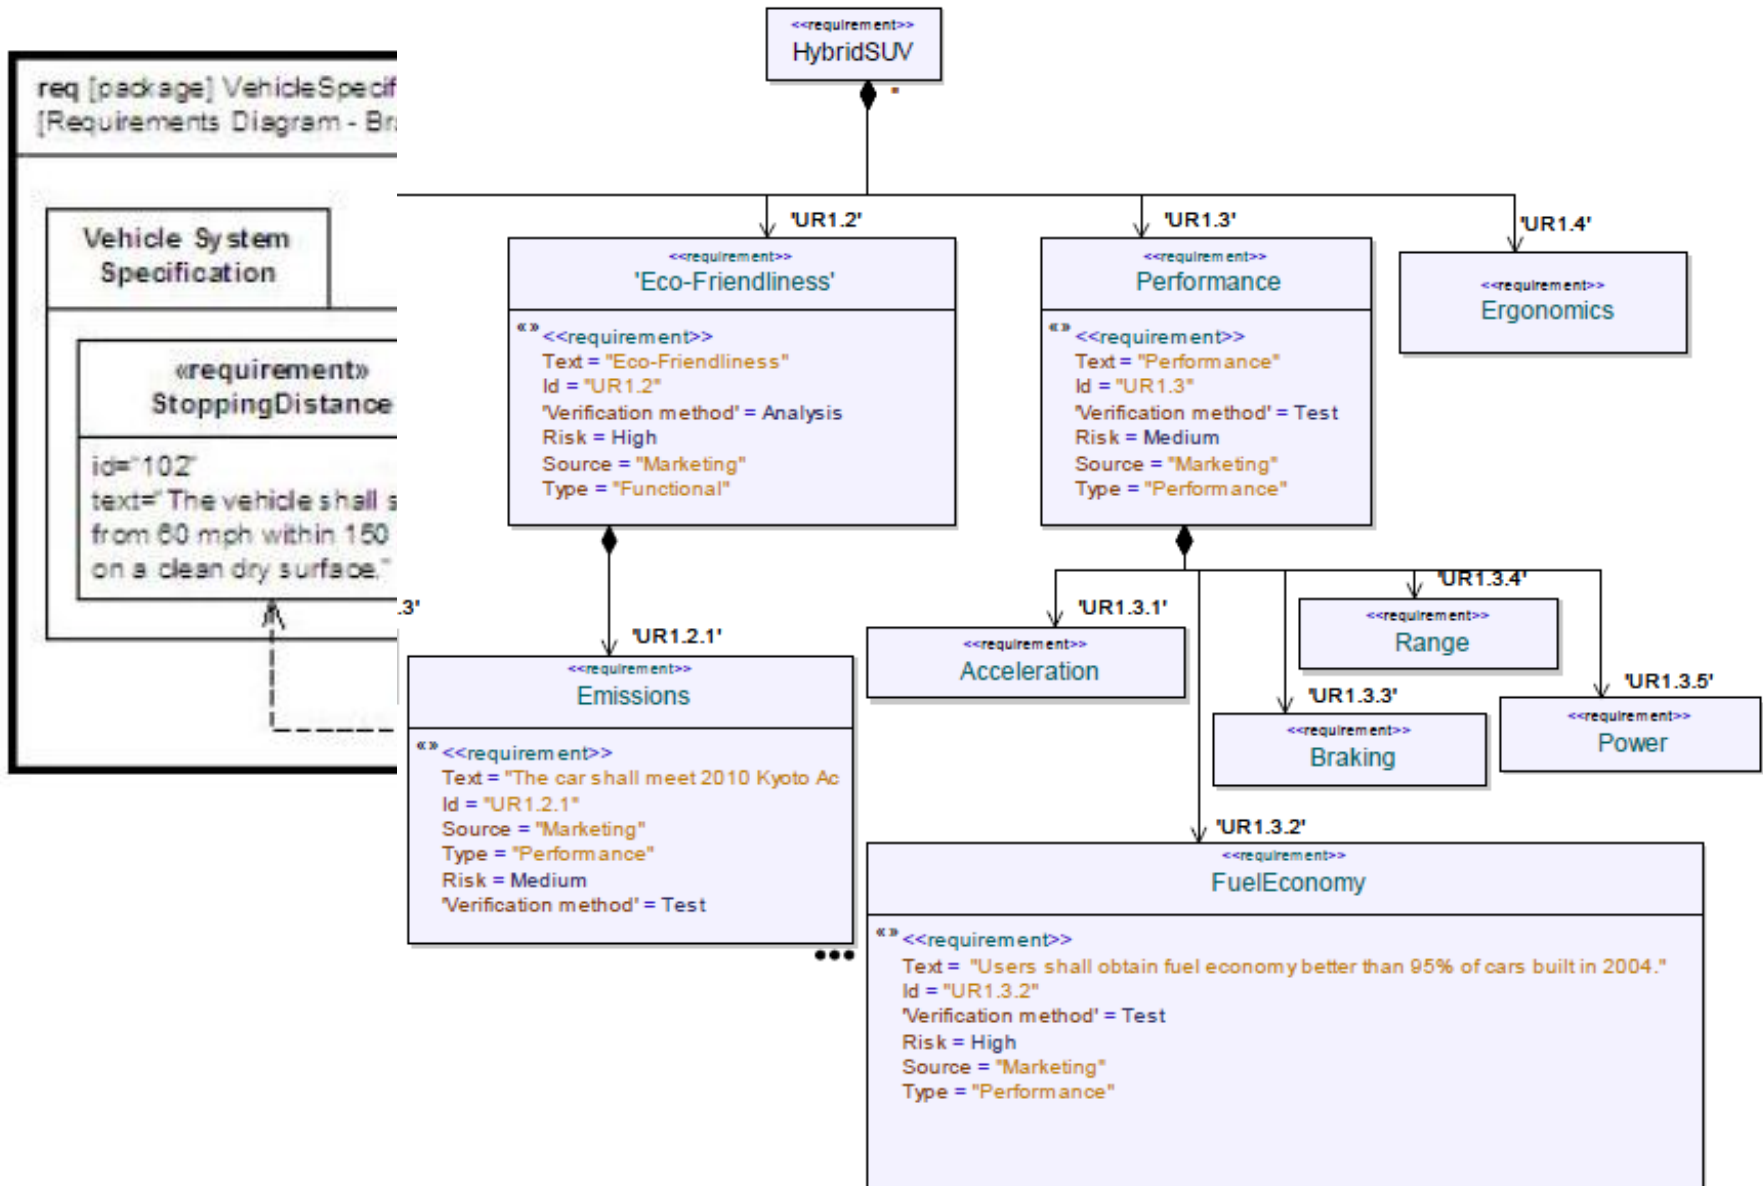 <<requirement>>
HybridSUV
req [package] VehicleSpecif
[Requirements Diagram - Bra
Vehicle System
Specification
«requirement»
StoppingDistance
id="102"
text="The vehicle shall s
from 60 mph within 150
on a clean dry surface."
.3'
'UR1.2'
<<requirement>>
'Eco-Friendliness'
«» <<requirement>>
Text = "Eco-Friendliness"
Id = "UR1.2"
'Verification method' = Analysis
Risk = High
Source = "Marketing"
Type = "Functional"
'UR1.3'
<<requirement>>
Performance
«» <<requirement>>
Text = "Performance"
Id = "UR1.3"
'Verification method' = Test
Risk = Medium
Source = "Marketing"
Type = "Performance"
'UR1.4'
<<requirement>>
Ergonomics
'UR1.2.1'
<<requirement>>
Emissions
«» <<requirement>>
Text = "The car shall meet 2010 Kyoto Ac
Id = "UR1.2.1"
Source = "Marketing"
Type = "Performance"
Risk = Medium
'Verification method' = Test
'UR1.3.1'
<<requirement>>
Acceleration
'UR1.3.4'
<<requirement>>
Range
'UR1.3.3'
<<requirement>>
Braking
'UR1.3.5'
<<requirement>>
Power
'UR1.3.2'
<<requirement>>
FuelEconomy
«» <<requirement>>
Text = "Users shall obtain fuel economy better than 95% of cars built in 2004."
Id = "UR1.3.2"
'Verification method' = Test
Risk = High
Source = "Marketing"
Type = "Performance"